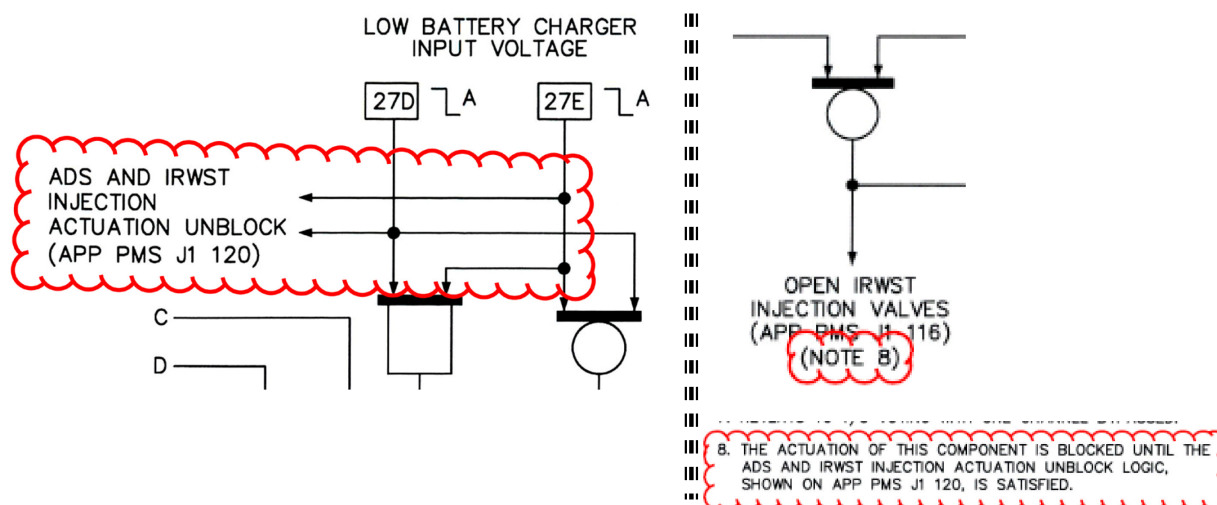 LOW BATTERY CHARGER
INPUT VOLTAGE
27D
A
27E
A
ADS AND IRWST
INJECTION
ACTUATION UNBLOCK
(APP PMS J1 120)
C
D
OPEN IRWST
INJECTION VALVES
(APP PMS J1 116)
(NOTE 8)
8. THE ACTUATION OF THIS COMPONENT IS BLOCKED UNTIL THE
ADS AND IRWST INJECTION ACTUATION UNBLOCK LOGIC,
SHOWN ON APP PMS J1 120, IS SATISFIED.